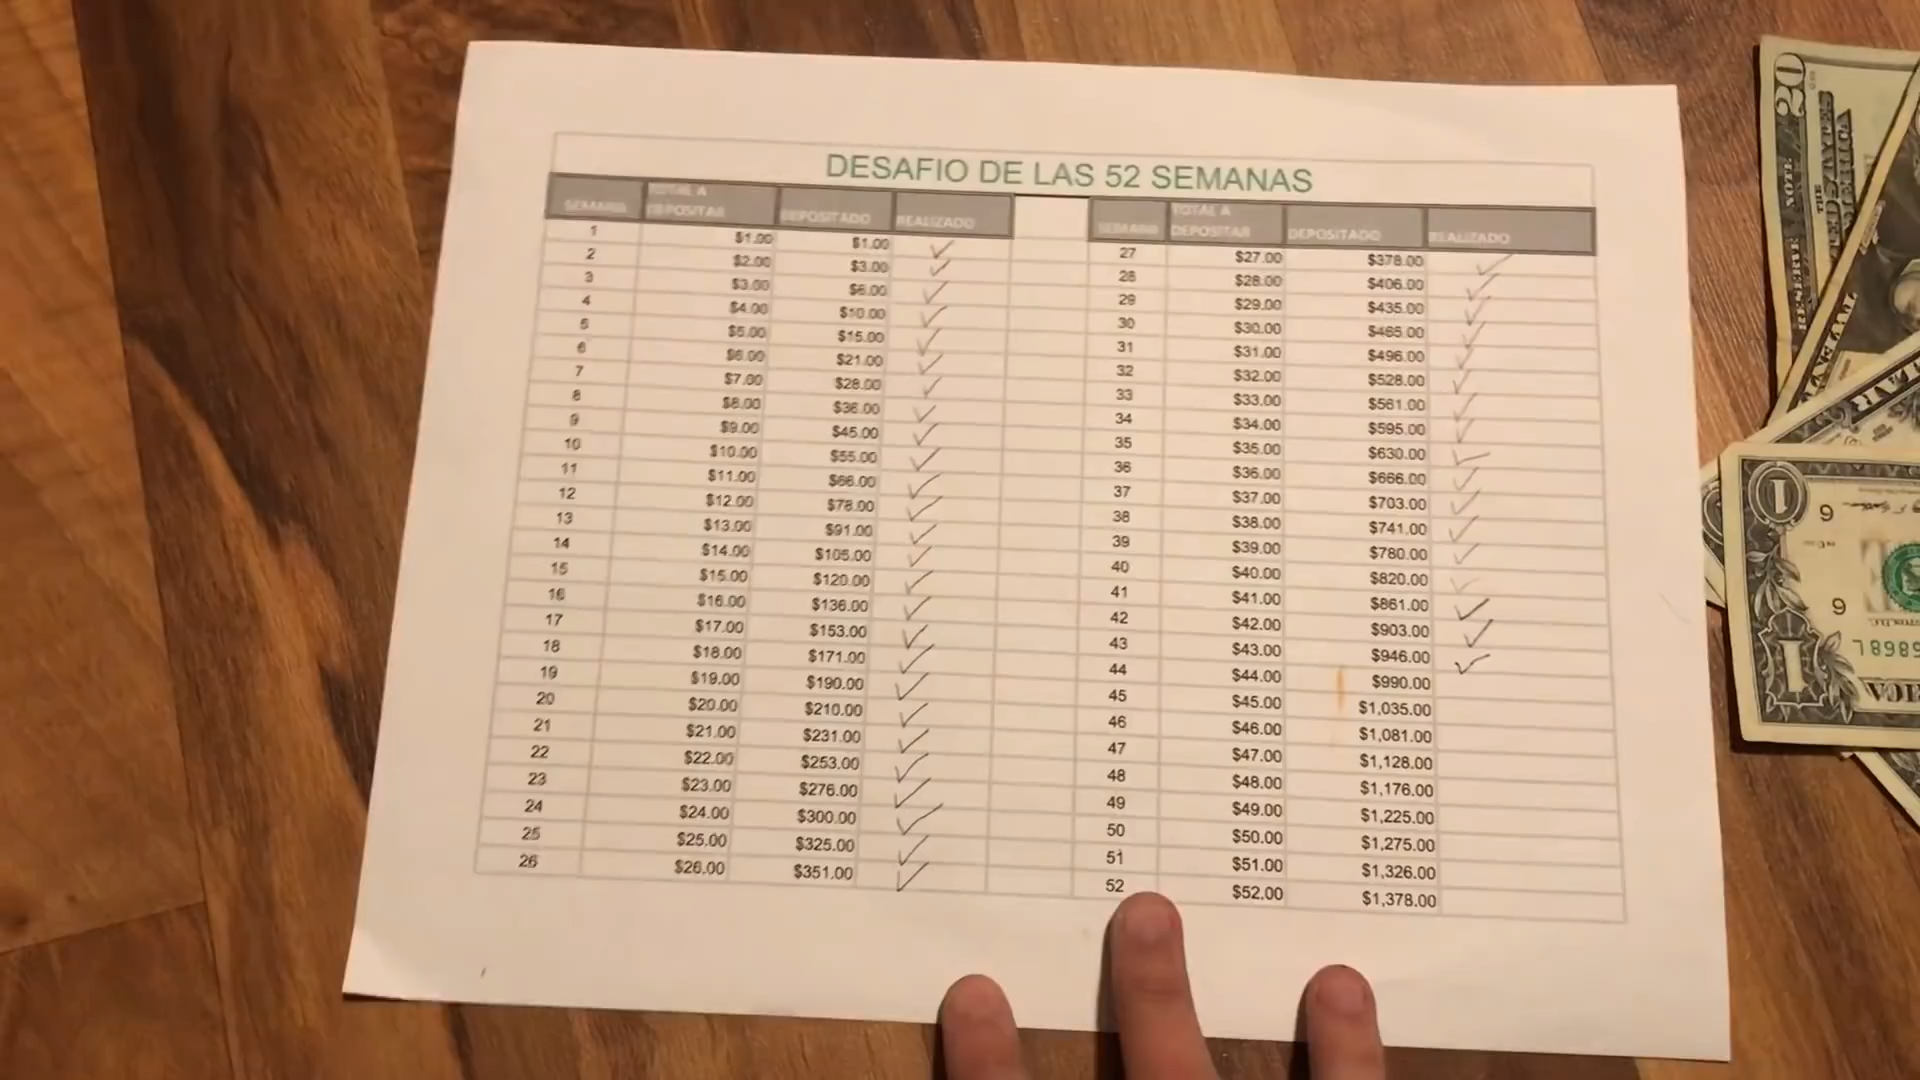 DESAFIO DE LAS 52 SEMANAS
SEMANA TOTAL A DEPOSITAR DEPOSITADO REALIZADO
1 $1.00 $1.00
2 $2.00 $3.00
3 $3.00 $6.00
4 $4.00 $10.00
5 $5.00 $15.00
6 $6.00 $21.00
7 $7.00 $28.00
8 $8.00 $36.00
9 $9.00 $45.00
10 $10.00 $55.00
11 $11.00 $66.00
12 $12.00 $78.00
13 $13.00 $91.00
14 $14.00 $105.00
15 $15.00 $120.00
16 $16.00 $136.00
17 $17.00 $153.00
18 $18.00 $171.00
19 $19.00 $190.00
20 $20.00 $210.00
21 $21.00 $231.00
22 $22.00 $253.00
23 $23.00 $276.00
24 $24.00 $300.00
25 $25.00 $325.00
26 $26.00 $351.00
SEMANA TOTAL A DEPOSITAR DEPOSITADO REALIZADO
27 $27.00 $378.00
28 $28.00 $406.00
29 $29.00 $435.00
30 $30.00 $465.00
31 $31.00 $496.00
32 $32.00 $528.00
33 $33.00 $561.00
34 $34.00 $595.00
35 $35.00 $630.00
36 $36.00 $666.00
37 $37.00 $703.00
38 $38.00 $741.00
39 $39.00 $780.00
40 $40.00 $820.00
41 $41.00 $861.00
42 $42.00 $903.00
43 $43.00 $946.00
44 $44.00 $990.00
45 $45.00 $1,035.00
46 $46.00 $1,081.00
47 $47.00 $1,128.00
48 $48.00 $1,176.00
49 $49.00 $1,225.00
50 $50.00 $1,275.00
51 $51.00 $1,326.00
52 $52.00 $1,378.00
20
RESERVE NOTE
THE
1
6
6
1